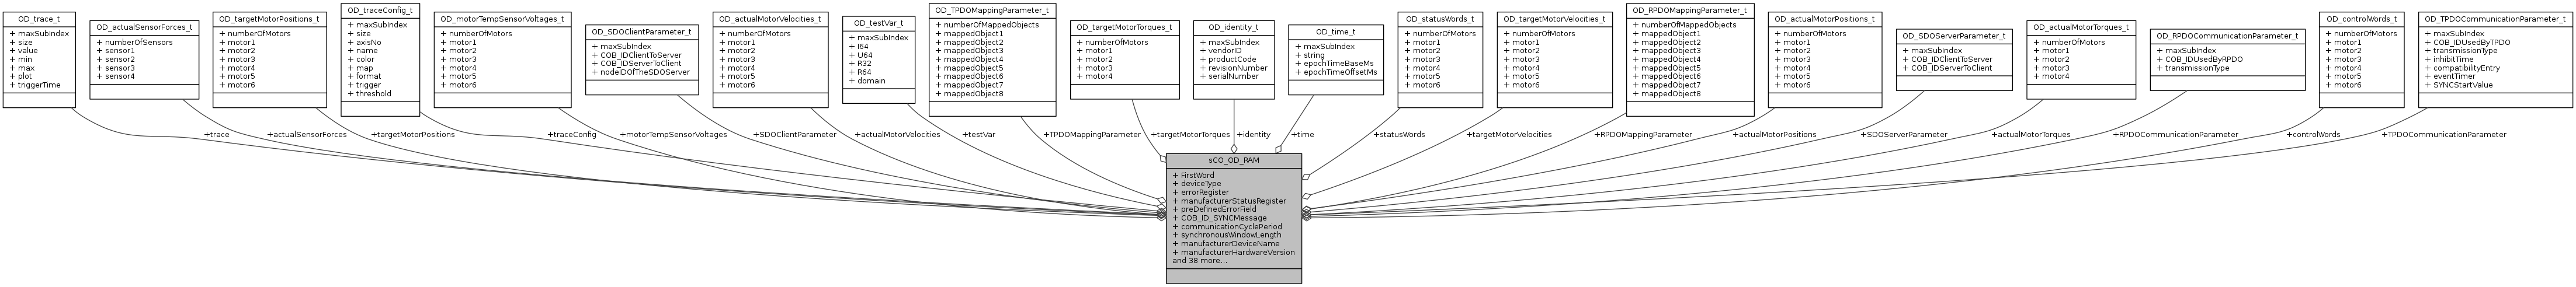 OD_trace_t
+ maxSubIndex
+ size
+ value
+ min
+ max
+ plot
+ triggerTime
OD_actualSensorForces_t
+ numberOfSensors
+ sensor1
+ sensor2
+ sensor3
+ sensor4
OD_targetMotorPositions_t
+ numberOfMotors
+ motor1
+ motor2
+ motor3
+ motor4
+ motor5
+ motor6
OD_traceConfig_t
+ maxSubIndex
+ size
+ axisNo
+ name
+ color
+ map
+ format
+ trigger
+ threshold
OD_motorTempSensorVoltages_t
+ numberOfMotors
+ motor1
+ motor2
+ motor3
+ motor4
+ motor5
+ motor6
OD_SDOClientParameter_t
+ maxSubIndex
+ COB_IDClientToServer
+ COB_IDServerToClient
+ nodeIDOfTheSDOServer
OD_actualMotorVelocities_t
+ numberOfMotors
+ motor1
+ motor2
+ motor3
+ motor4
+ motor5
+ motor6
OD_testVar_t
+ maxSubIndex
+ I64
+ U64
+ R32
+ R64
+ domain
OD_TPDOMappingParameter_t
+ numberOfMappedObjects
+ mappedObject1
+ mappedObject2
+ mappedObject3
+ mappedObject4
+ mappedObject5
+ mappedObject6
+ mappedObject7
+ mappedObject8
OD_targetMotorTorques_t
+ numberOfMotors
+ motor1
+ motor2
+ motor3
+ motor4
OD_identity_t
+ maxSubIndex
+ vendorID
+ productCode
+ revisionNumber
+ serialNumber
OD_time_t
+ maxSubIndex
+ string
+ epochTimeBaseMs
+ epochTimeOffsetMs
OD_statusWords_t
+ numberOfMotors
+ motor1
+ motor2
+ motor3
+ motor4
+ motor5
+ motor6
OD_targetMotorVelocities_t
+ numberOfMotors
+ motor1
+ motor2
+ motor3
+ motor4
+ motor5
+ motor6
OD_RPDOMappingParameter_t
+ numberOfMappedObjects
+ mappedObject1
+ mappedObject2
+ mappedObject3
+ mappedObject4
+ mappedObject5
+ mappedObject6
+ mappedObject7
+ mappedObject8
OD_actualMotorPositions_t
+ numberOfMotors
+ motor1
+ motor2
+ motor3
+ motor4
+ motor5
+ motor6
OD_SDOServerParameter_t
+ maxSubIndex
+ COB_IDClientToServer
+ COB_IDServerToClient
OD_actualMotorTorques_t
+ numberOfMotors
+ motor1
+ motor2
+ motor3
+ motor4
OD_RPDOCommunicationParameter_t
+ maxSubIndex
+ COB_IDUsedByRPDO
+ transmissionType
OD_controlWords_t
+ numberOfMotors
+ motor1
+ motor2
+ motor3
+ motor4
+ motor5
+ motor6
OD_TPDOCommunicationParameter_t
+ maxSubIndex
+ COB_IDUsedByTPDO
+ transmissionType
+ inhibitTime
+ compatibilityEntry
+ eventTimer
+ SYNCStartValue
+trace
+actualSensorForces
+targetMotorPositions
+traceConfig
+motorTempSensorVoltages
+SDOClientParameter
+actualMotorVelocities
+testVar
+TPDOMappingParameter
+targetMotorTorques
+identity
+time
+statusWords
+targetMotorVelocities
+RPDOMappingParameter
+actualMotorPositions
+SDOServerParameter
+actualMotorTorques
+RPDOCommunicationParameter
+controlWords
+TPDOCommunicationParameter
sCO_OD_RAM
+ FirstWord
+ deviceType
+ errorRegister
+ manufacturerStatusRegister
+ preDefinedErrorField
+ COB_ID_SYNCMessage
+ communicationCyclePeriod
+ synchronousWindowLength
+ manufacturerDeviceName
+ manufacturerHardwareVersion
and 38 more...